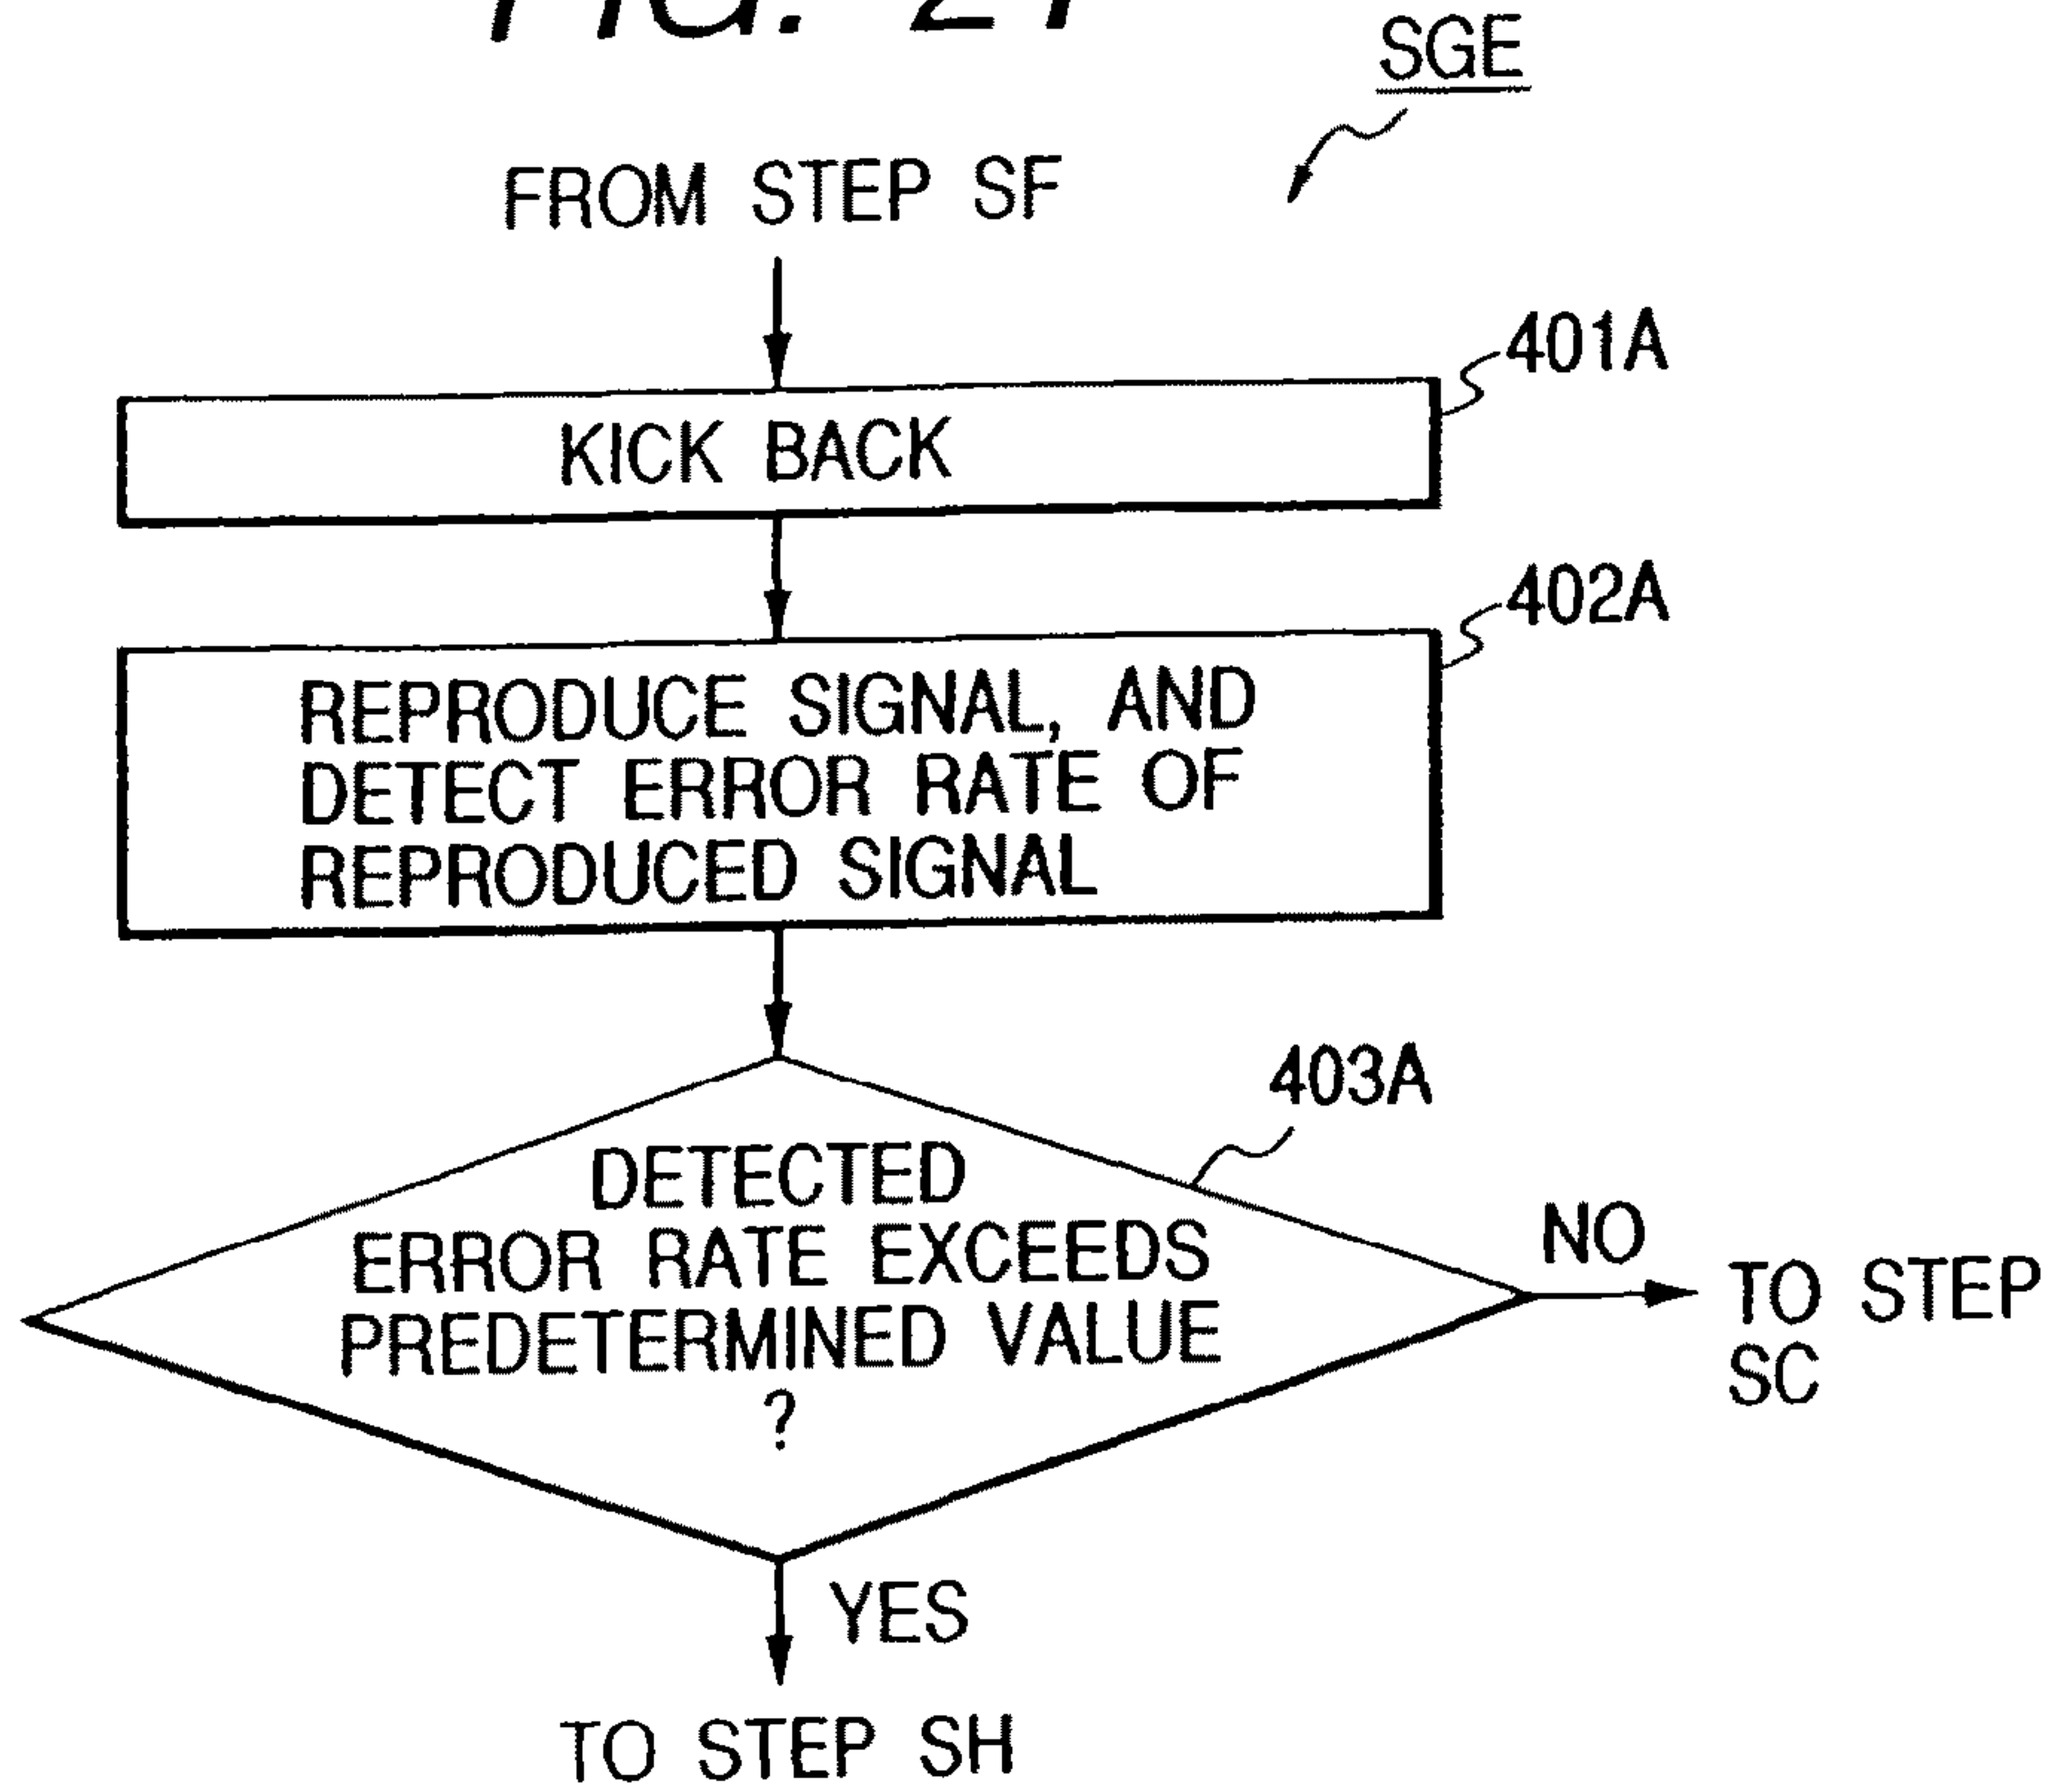 SGE
FROM STEP SF
401A
KICK BACK
402A
REPRODUCE SIGNAL, AND
DETECT ERROR RATE OF
REPRODUCED SIGNAL
403A
DETECTED
ERROR RATE EXCEEDS
PREDETERMINED VALUE
?
NO
TO STEP
SC
YES
TO STEP SH